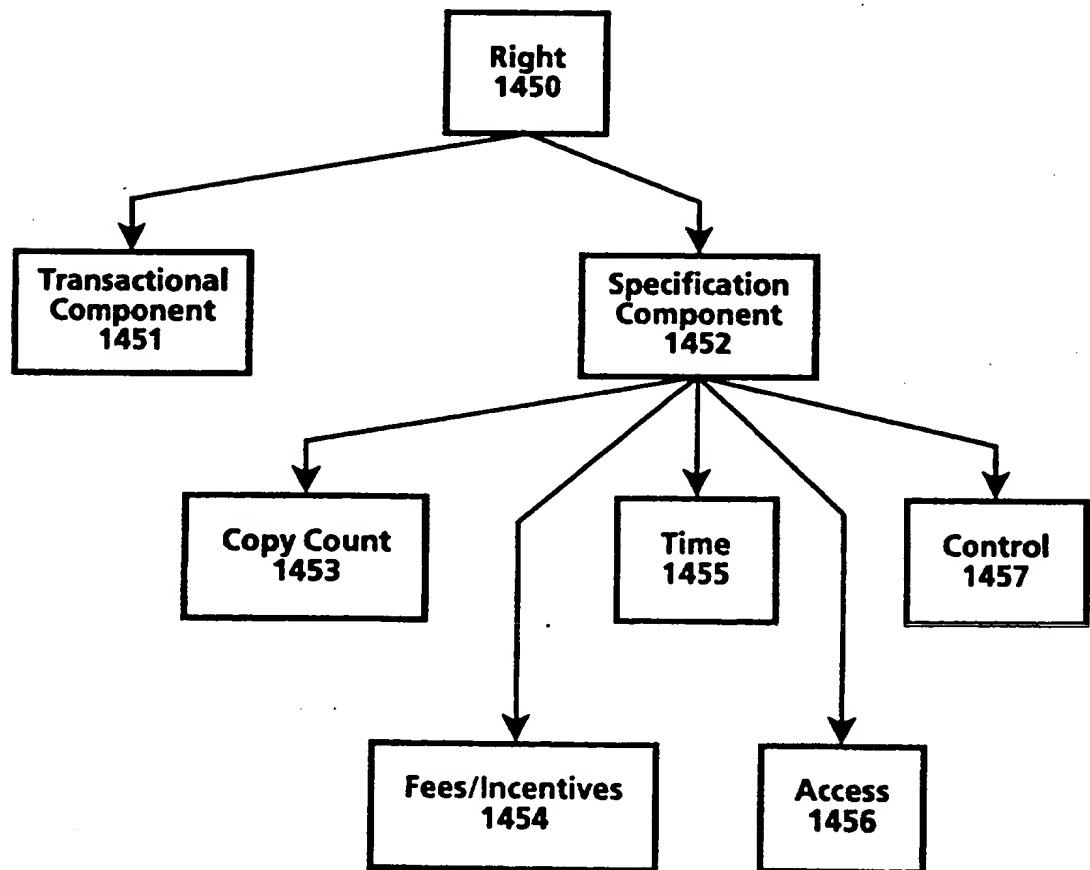 Right
1450
Transactional
Component
1451
Specification
Component
1452
Copy Count
1453
Time
1455
Control
1457
Fees/Incentives
1454
Access
1456